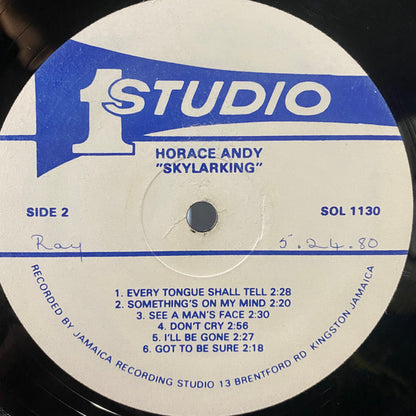 1 STUDIO
HORACE ANDY
"SKYLARKING"
SIDE 2
SOL 1130
Ray
5.24.80
1. EVERY TONGUE SHALL TELL 2:28
2. SOMETHING'S ON MY MIND 2:20
3. SEE A MAN'S FACE 2:30
4. DON'T CRY 2:56
5. I'LL BE GONE 2:27
6. GOT TO BE SURE 2:18
RECORDED BY JAMAICA RECORDING STUDIO 13 BRENTFORD RD KINGSTON JAMAICA